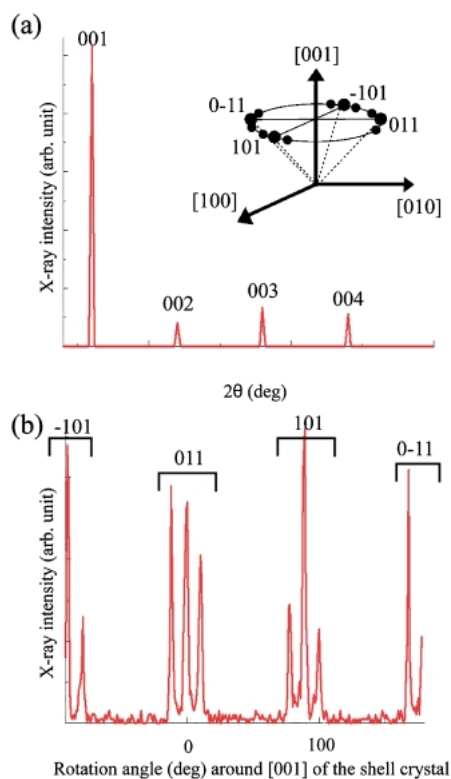 (a)
001
[001]
-101
0-11
011
101
[100]
[010]
002
003
004
X-ray intensity (arb. unit)
2θ (deg)
(b)
-101
011
101
0-11
X-ray intensity (arb. unit)
0
100
Rotation angle (deg) around [001] of the shell crystal